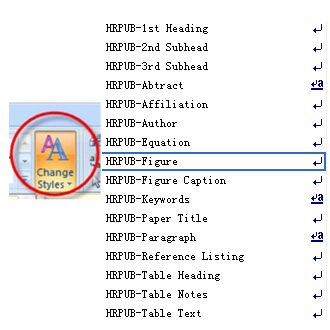 HRPUB-1st Heading
HRPUB-2nd Subhead
HRPUB-3rd Subhead
HRPUB-Abtract
HRPUB-Affiliation
HRPUB-Author
HRPUB-Equation
HRPUB-Figure
HRPUB-Figure Caption
HRPUB-Keywords
HRPUB-Paper Title
HRPUB-Paragraph
HRPUB-Reference Listing
HRPUB-Table Heading
HRPUB-Table Notes
HRPUB-Table Text
Change
Styles